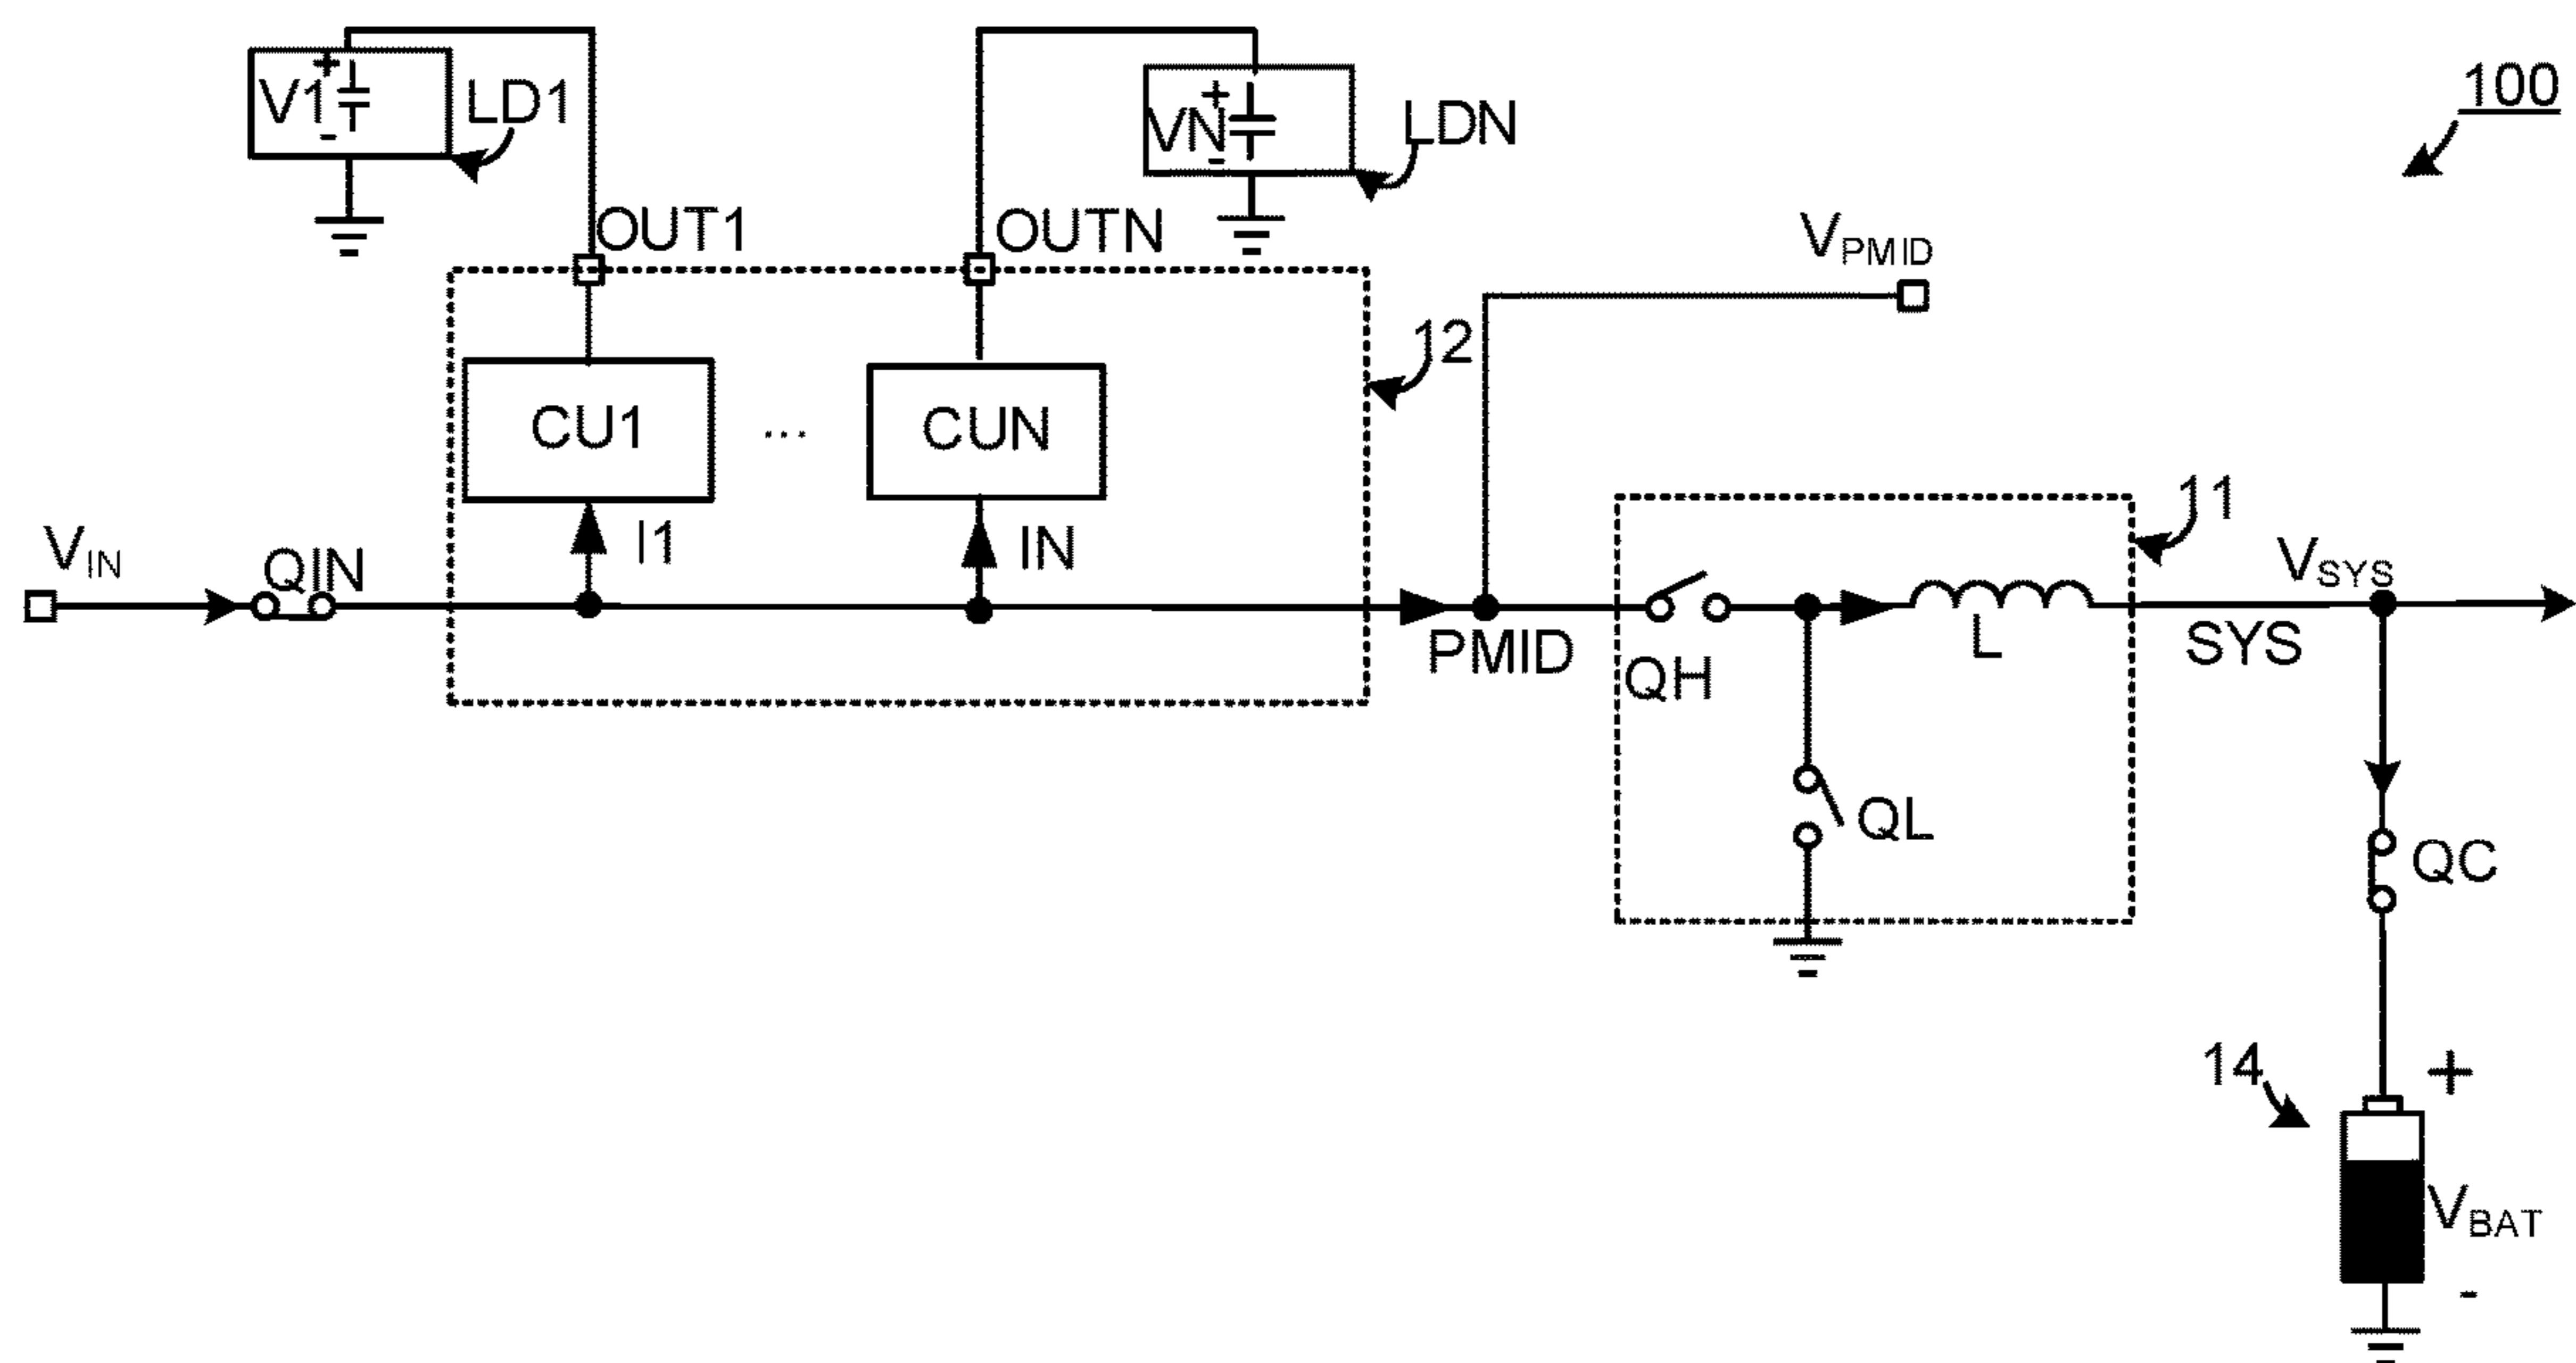 100
V1
+
-
LD1
VN
+
-
LDN
OUT1
OUTN
VPMID
12
CU1
...
CUN
11
VIN
QIN
I1
IN
PMID
QH
L
VSYS
SYS
QL
QC
14
+
VBAT
-